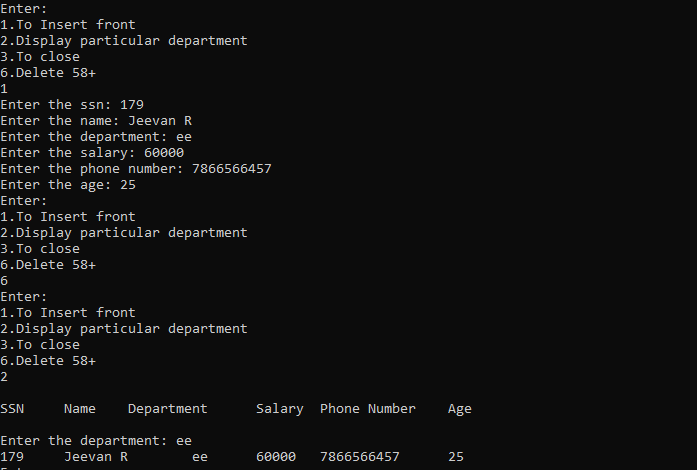 Enter:
1.To Insert front
2.Display particular department
3.To close
6.Delete 58+
1
Enter the ssn: 179
Enter the name: Jeevan R
Enter the department: ee
Enter the salary: 60000
Enter the phone number: 7866566457
Enter the age: 25
Enter:
1.To Insert front
2.Display particular department
3.To close
6.Delete 58+
6
Enter:
1.To Insert front
2.Display particular department
3.To close
6.Delete 58+
2
SSN     Name    Department      Salary  Phone Number    Age
Enter the department: ee
179     Jeevan R        ee      60000   7866566457      25